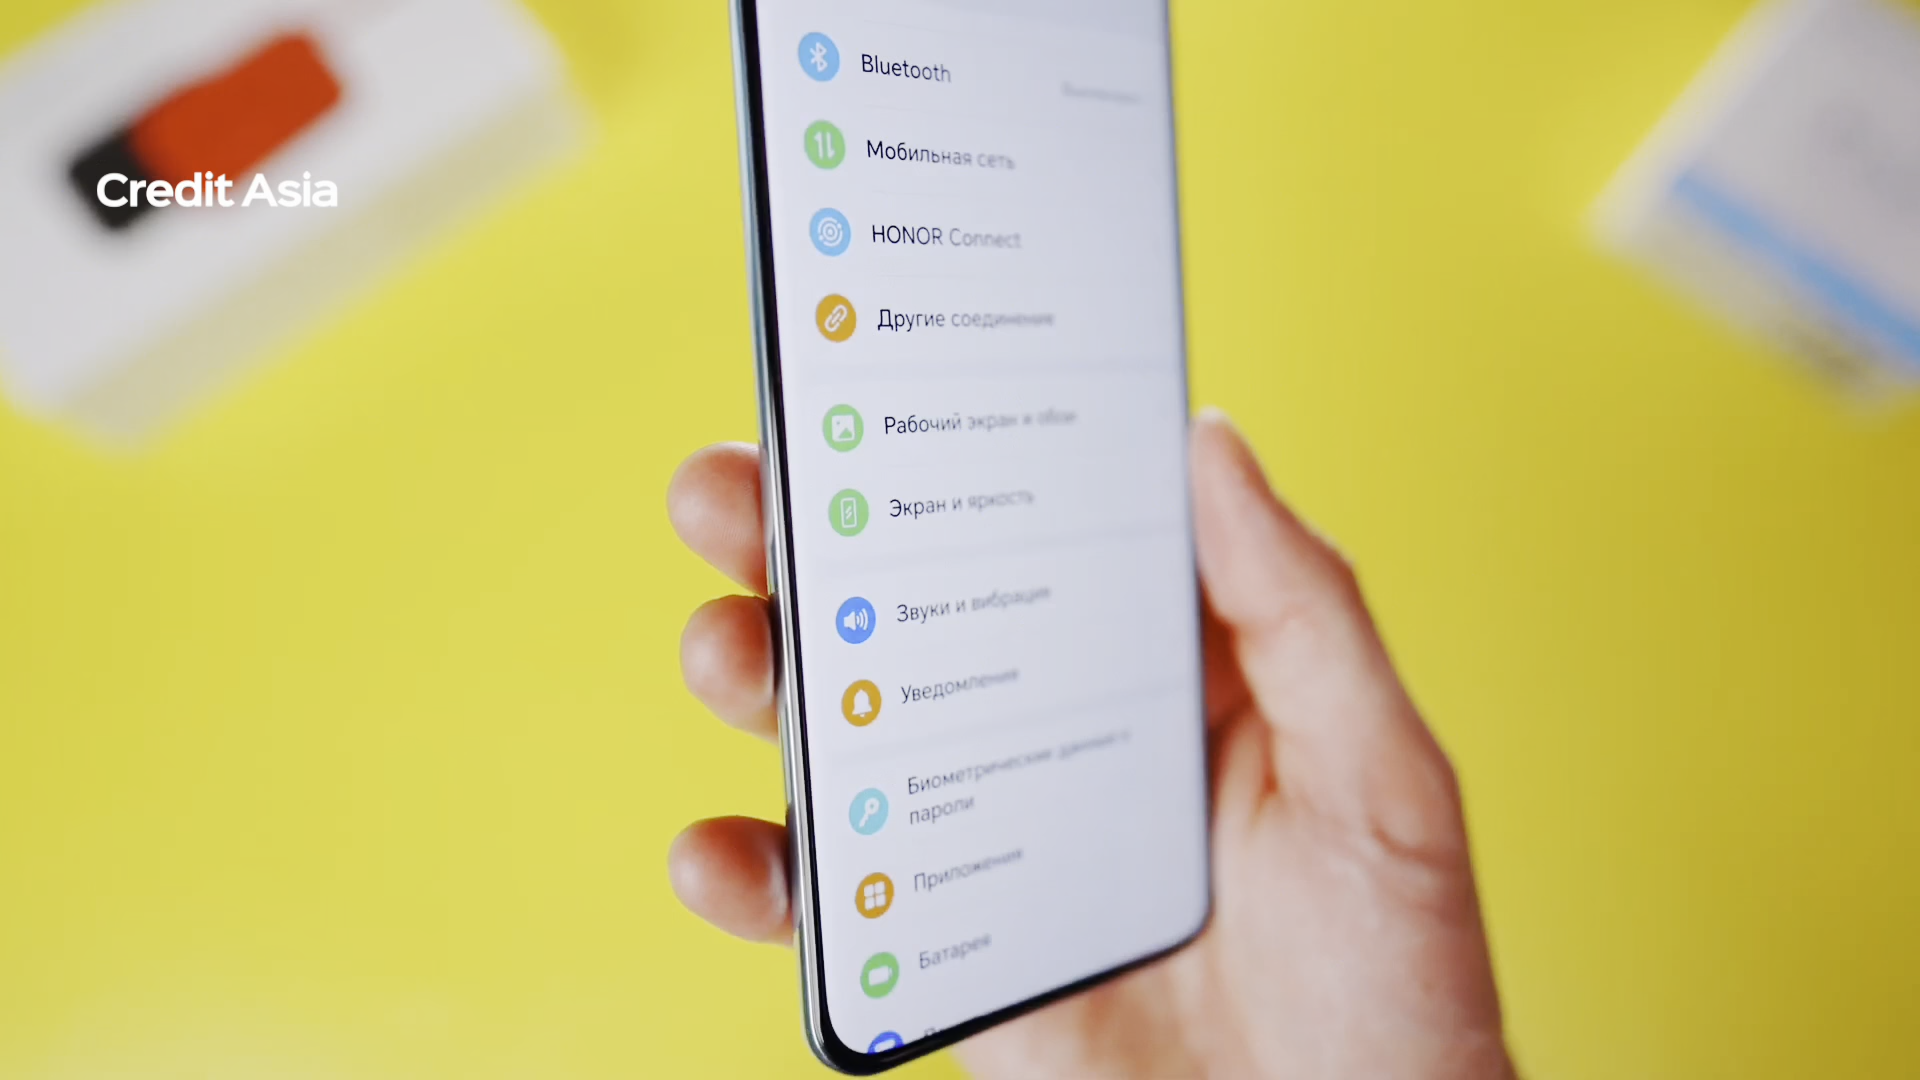 Bluetooth
Мобильная сеть
Credit Asia
HONOR Connect
Другие соединение
Рабочий экран и обои
Экран и яркость
Звуки и вибрация
Уведомления
Биометрические данные и
пароли
Приложения
Батарея